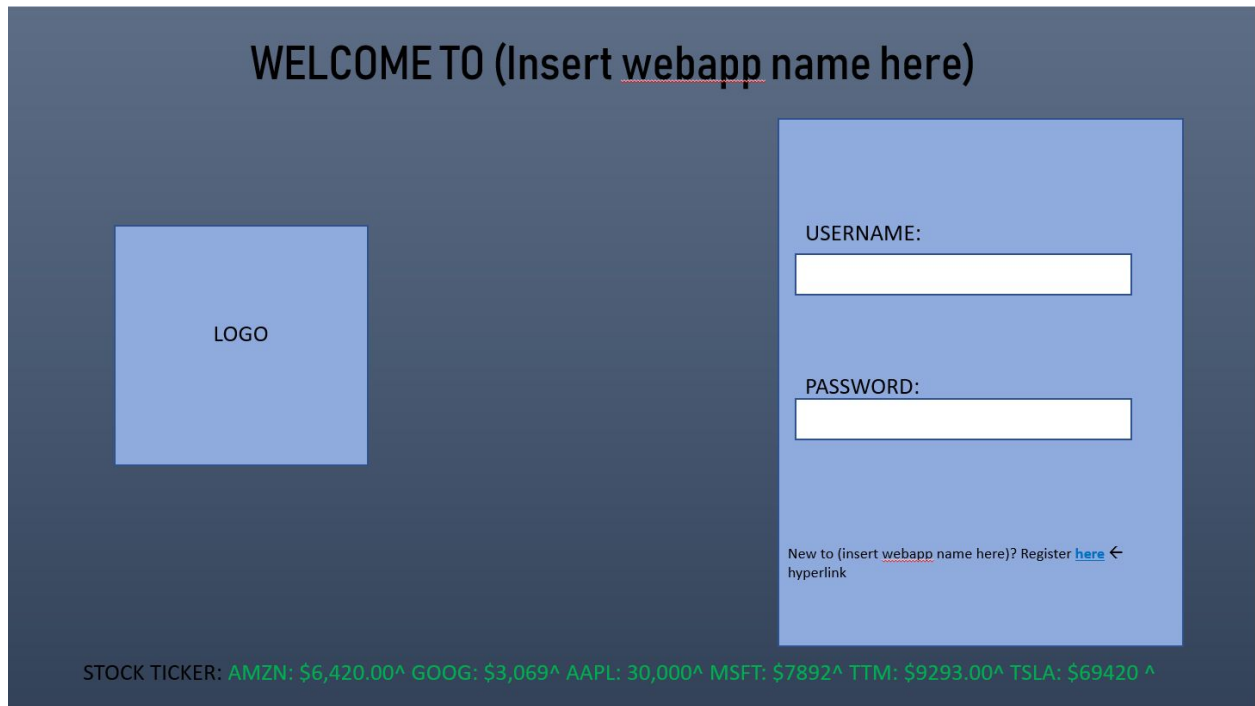 WELCOME TO (Insert webapp name here)
USERNAME:
LOGO
PASSWORD:
New to (insert webapp name here)? Register here ←
hyperlink
STOCK TICKER: AMZN: $6,420.00^ GOOG: $3,069^ AAPL: 30,000^ MSFT: $7892^ TTM: $9293.00^ TSLA: $69420 ^